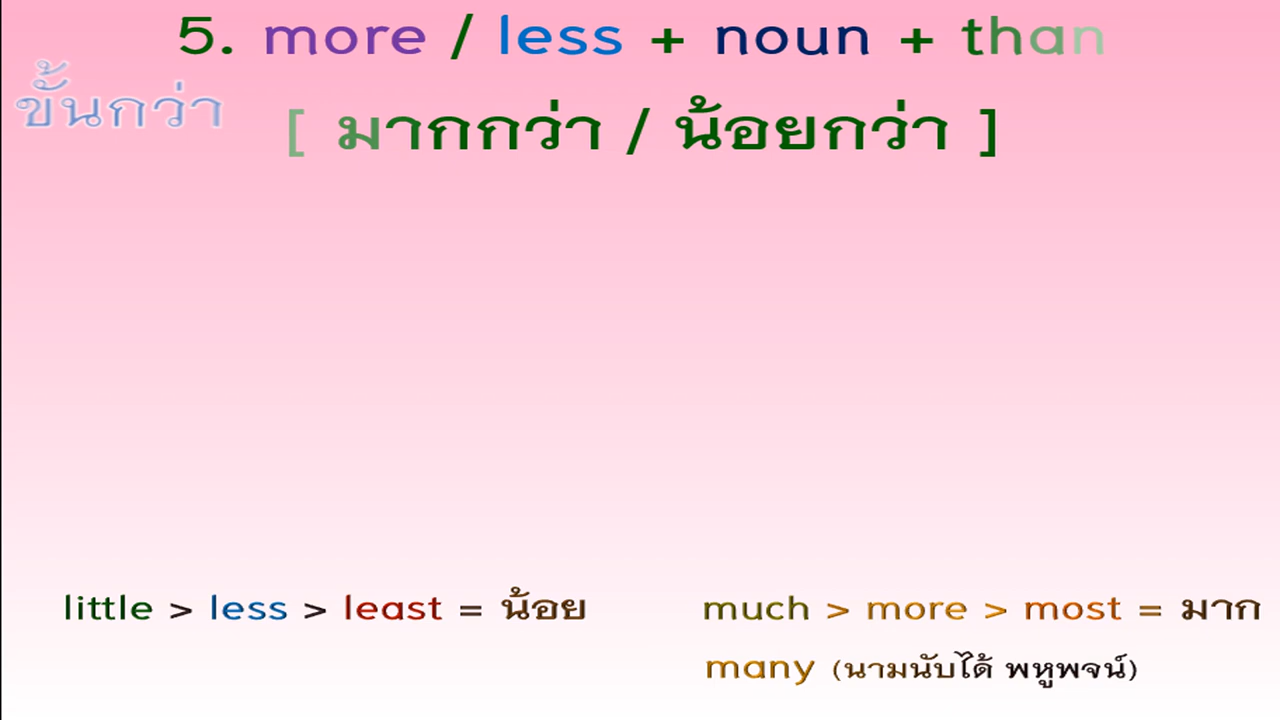 5. more / less + noun + than
ขั้นกว่า
[ มากกว่า / น้อยกว่า ]
little > less > least = น้อย
much > more > most = มาก
many (นามนับได้ พหูพจน์)